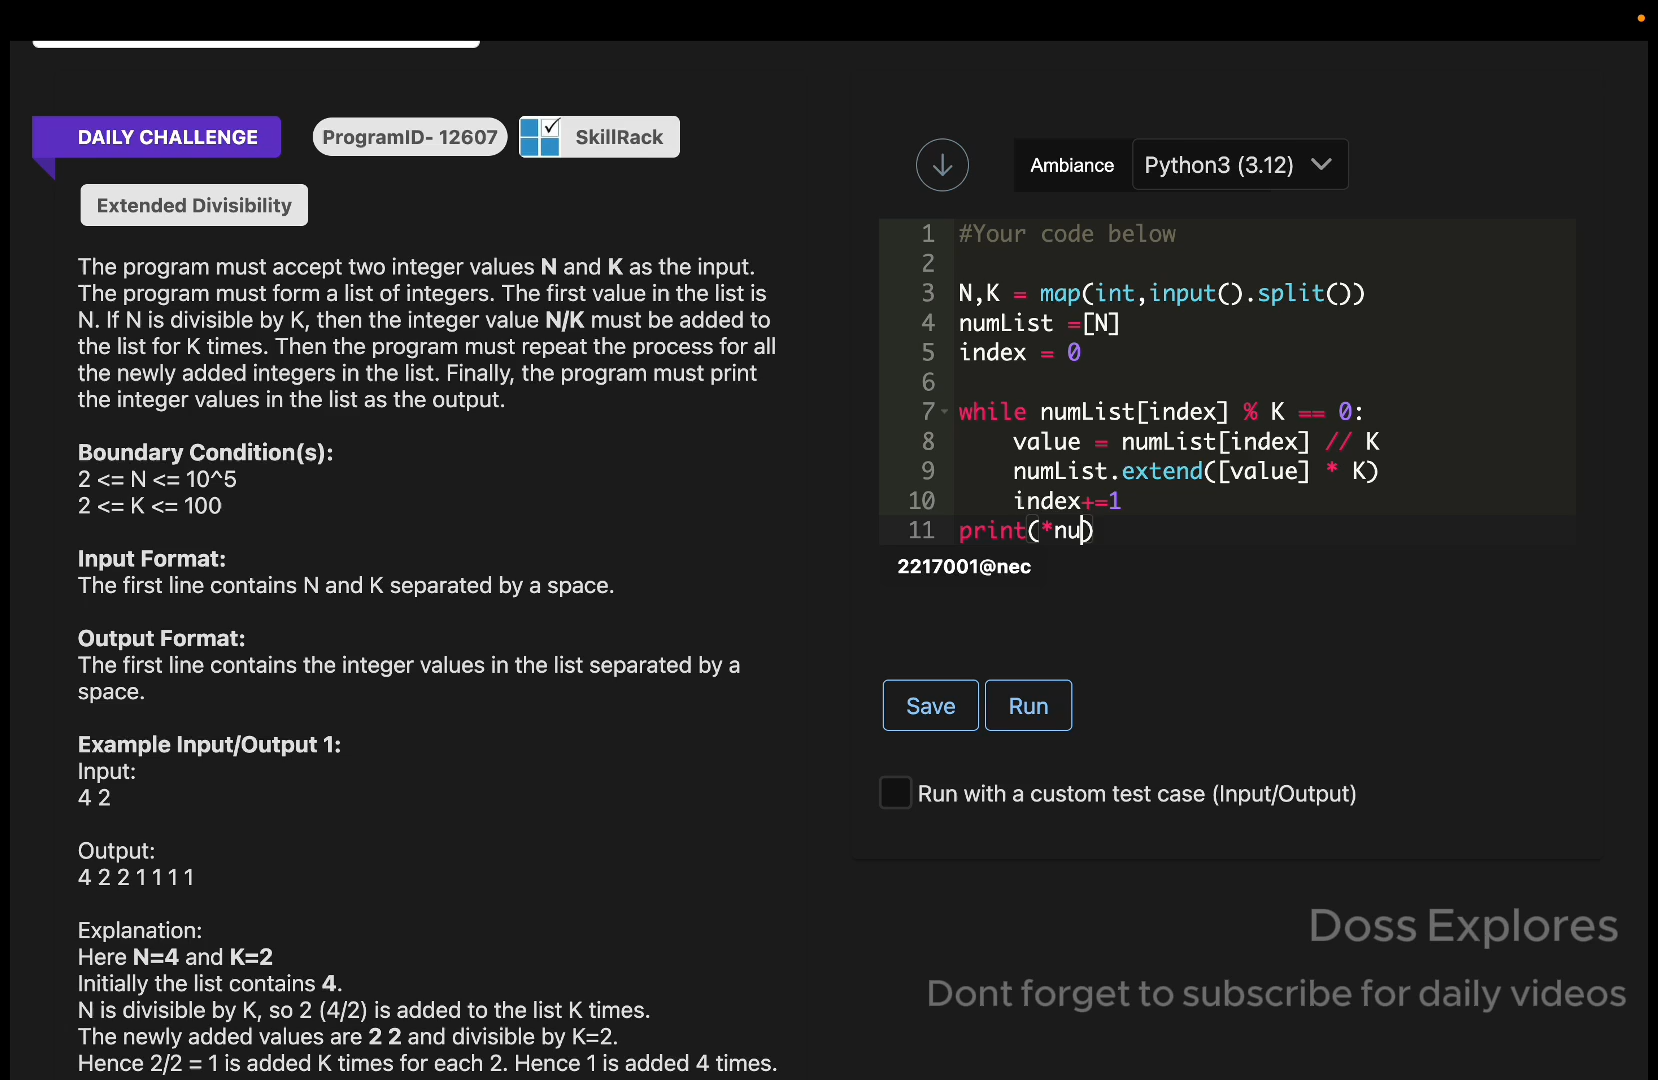 DAILY CHALLENGE
ProgramID- 12607
SkillRack
Extended Divisibility
The program must accept two integer values N and K as the input.
The program must form a list of integers. The first value in the list is
N. If N is divisible by K, then the integer value N/K must be added to
the list for K times. Then the program must repeat the process for all
the newly added integers in the list. Finally, the program must print
the integer values in the list as the output.
Boundary Condition(s):
2 <= N <= 10^5
2 <= K <= 100
Input Format:
The first line contains N and K separated by a space.
Output Format:
The first line contains the integer values in the list separated by a
space.
Example Input/Output 1:
Input:
4 2
Output:
4 2 2 1 1 1 1
Explanation:
Here N=4 and K=2
Initially the list contains 4.
N is divisible by K, so 2 (4/2) is added to the list K times.
The newly added values are 2 2 and divisible by K=2.
Hence 2/2 = 1 is added K times for each 2. Hence 1 is added 4 times.
Ambiance
Python3 (3.12)
1 #Your code below
2
3 N,K = map(int,input().split())
4 numList =[N]
5 index = 0
6
7 while numList[index] % K == 0:
8     value = numList[index] // K
9     numList.extend([value] * K)
10     index+=1
11 print(*nu)
2217001@nec
Save
Run
Run with a custom test case (Input/Output)
Doss Explores
Dont forget to subscribe for daily videos